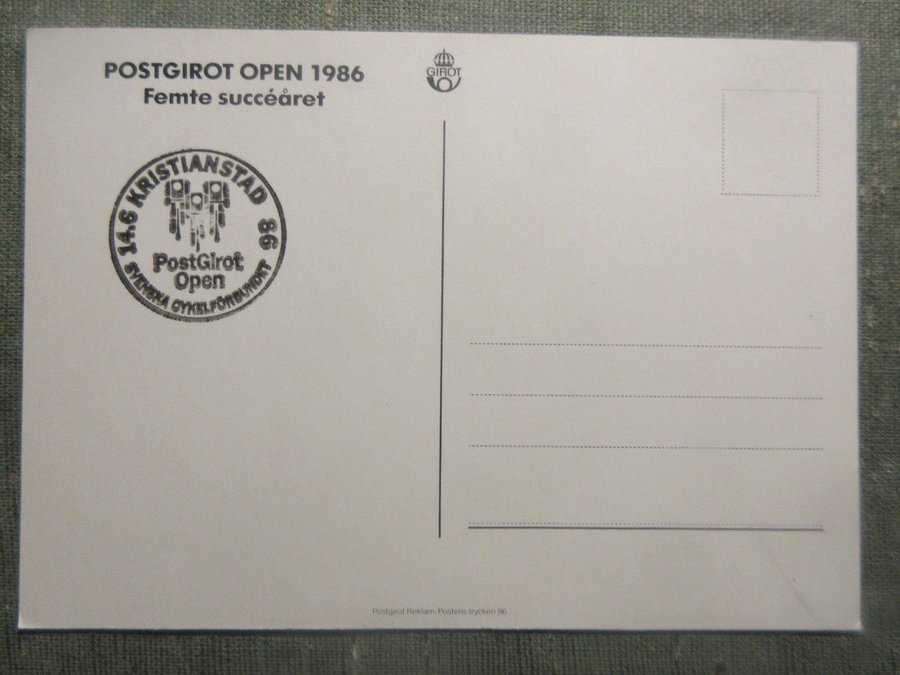 POSTGIROT OPEN 1986
Femte succéåret
GIROT
14.6 KRISTIANSTAD 86
PostGirot
Open
SVENSKA CYKELFÖRBUNDET
Postgirot Reklam/Postens tryckeri 86